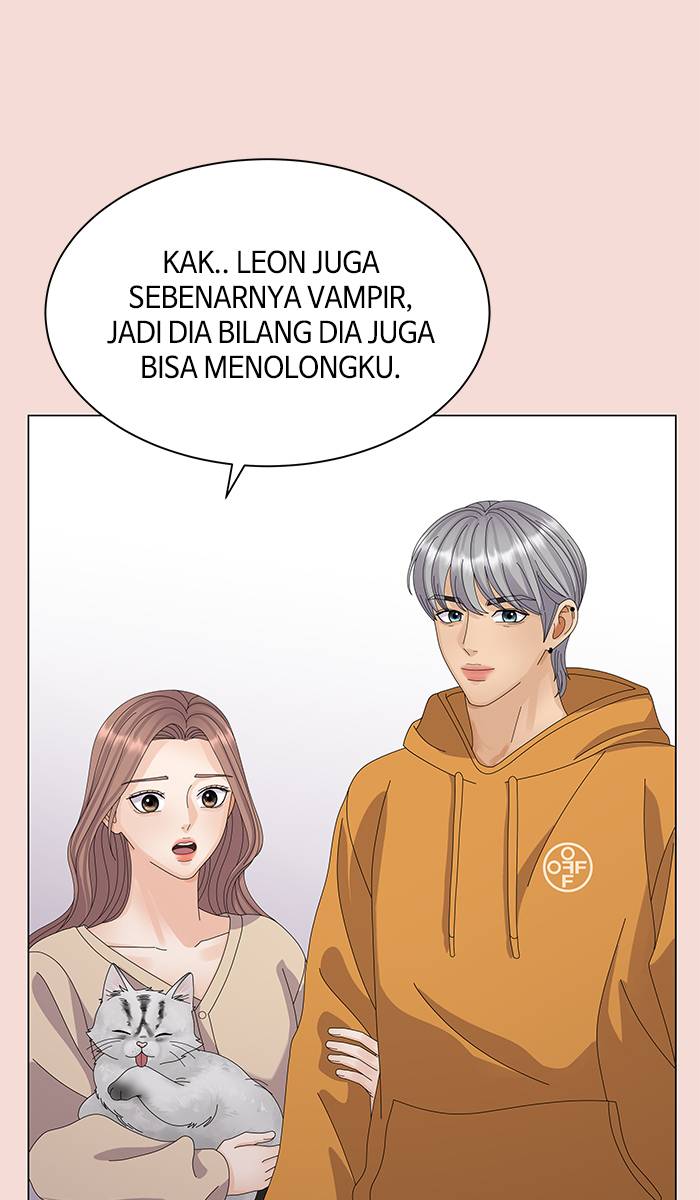 KAK.. LEON JUGA
SEBENARNYA VAMPIR,
JADI DIA BILANG DIA JUGA
BISA MENOLONGKU.
O
OFF
F